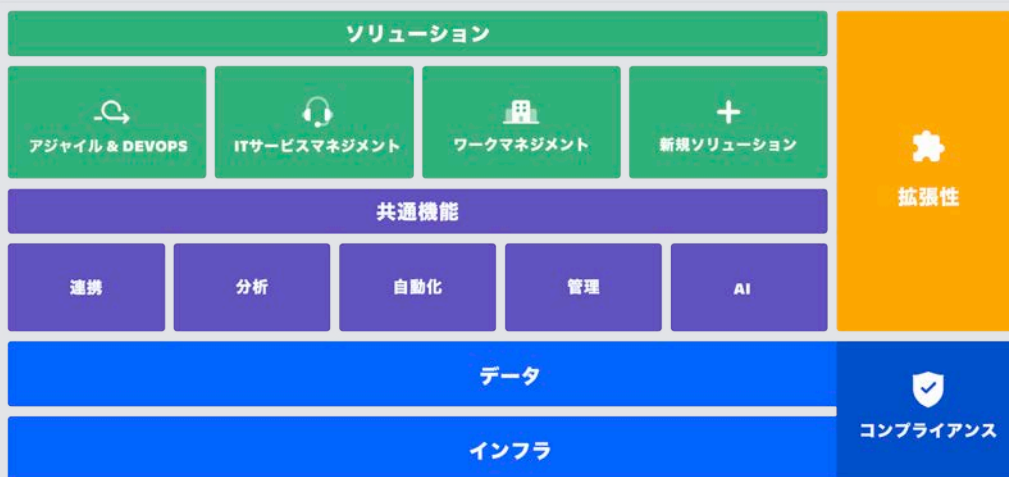 ソリューション
アジャイル & DEVOPS
ITサービスマネジメント
ワークマネジメント
新規ソリューション
拡張性
共通機能
連携
分析
自動化
管理
AI
データ
コンプライアンス
インフラ